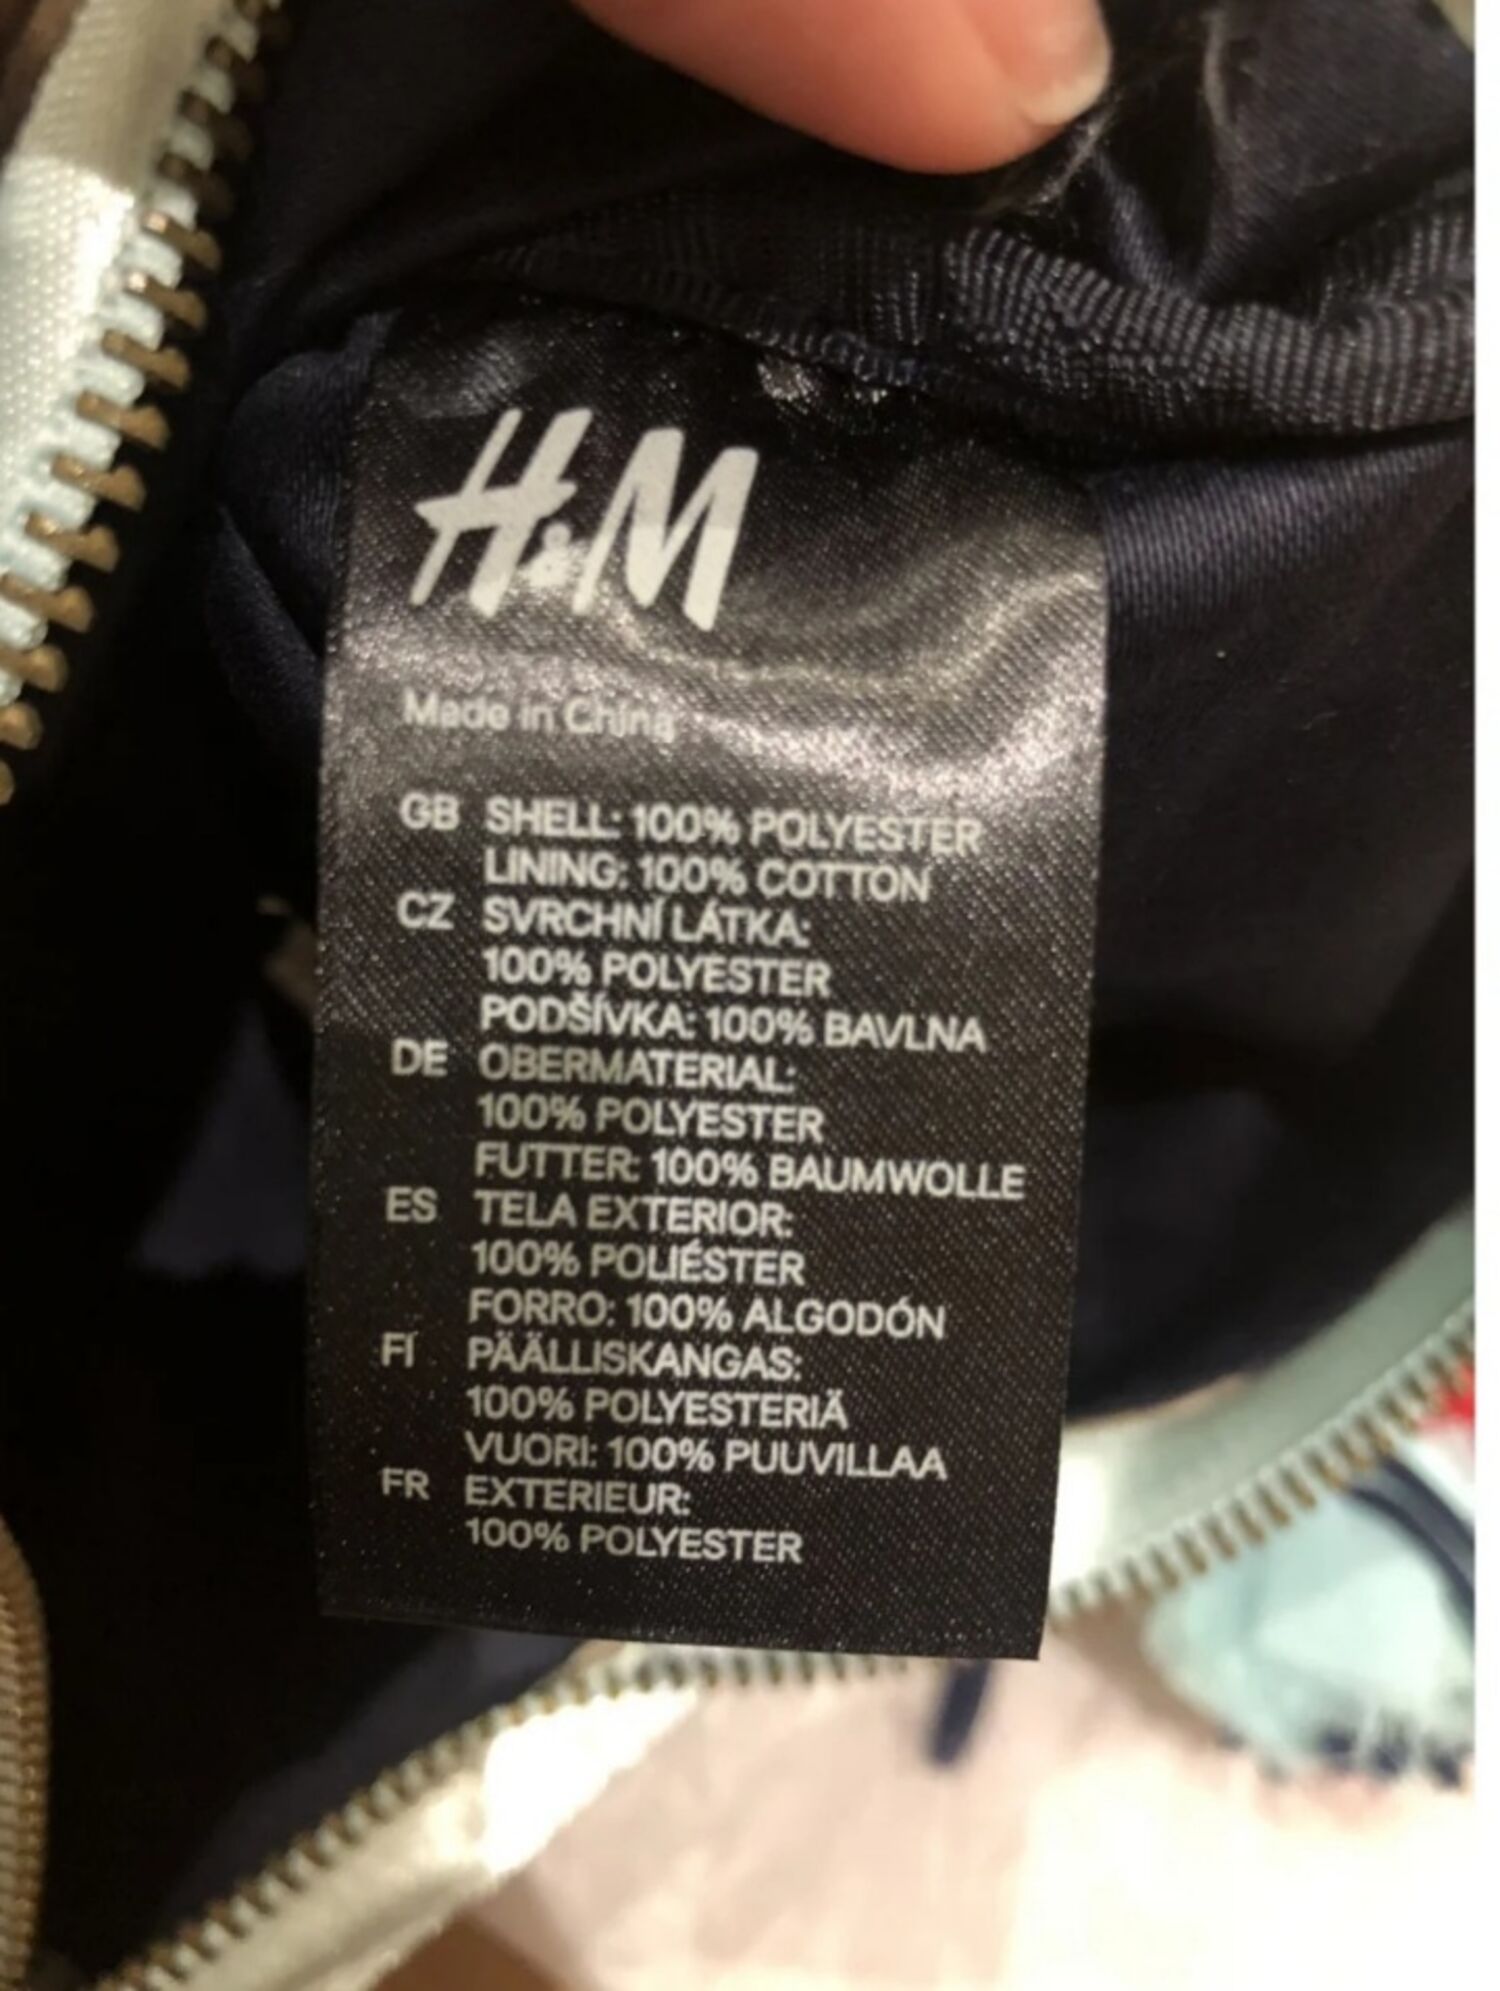 H&M
Made in China
GB SHELL: 100% POLYESTER
LINING: 100% COTTON
CZ SVRCHNÍ LÁTKA:
100% POLYESTER
PODŠÍVKA: 100% BAVLNA
DE OBERMATERIAL:
100% POLYESTER
FUTTER: 100% BAUMWOLLE
ES TELA EXTERIOR:
100% POLIÉSTER
FORRO: 100% ALGODÓN
FI PÄÄLLISKANGAS:
100% POLYESTERIÄ
VUORI: 100% PUUVILLAA
FR EXTERIEUR:
100% POLYESTER